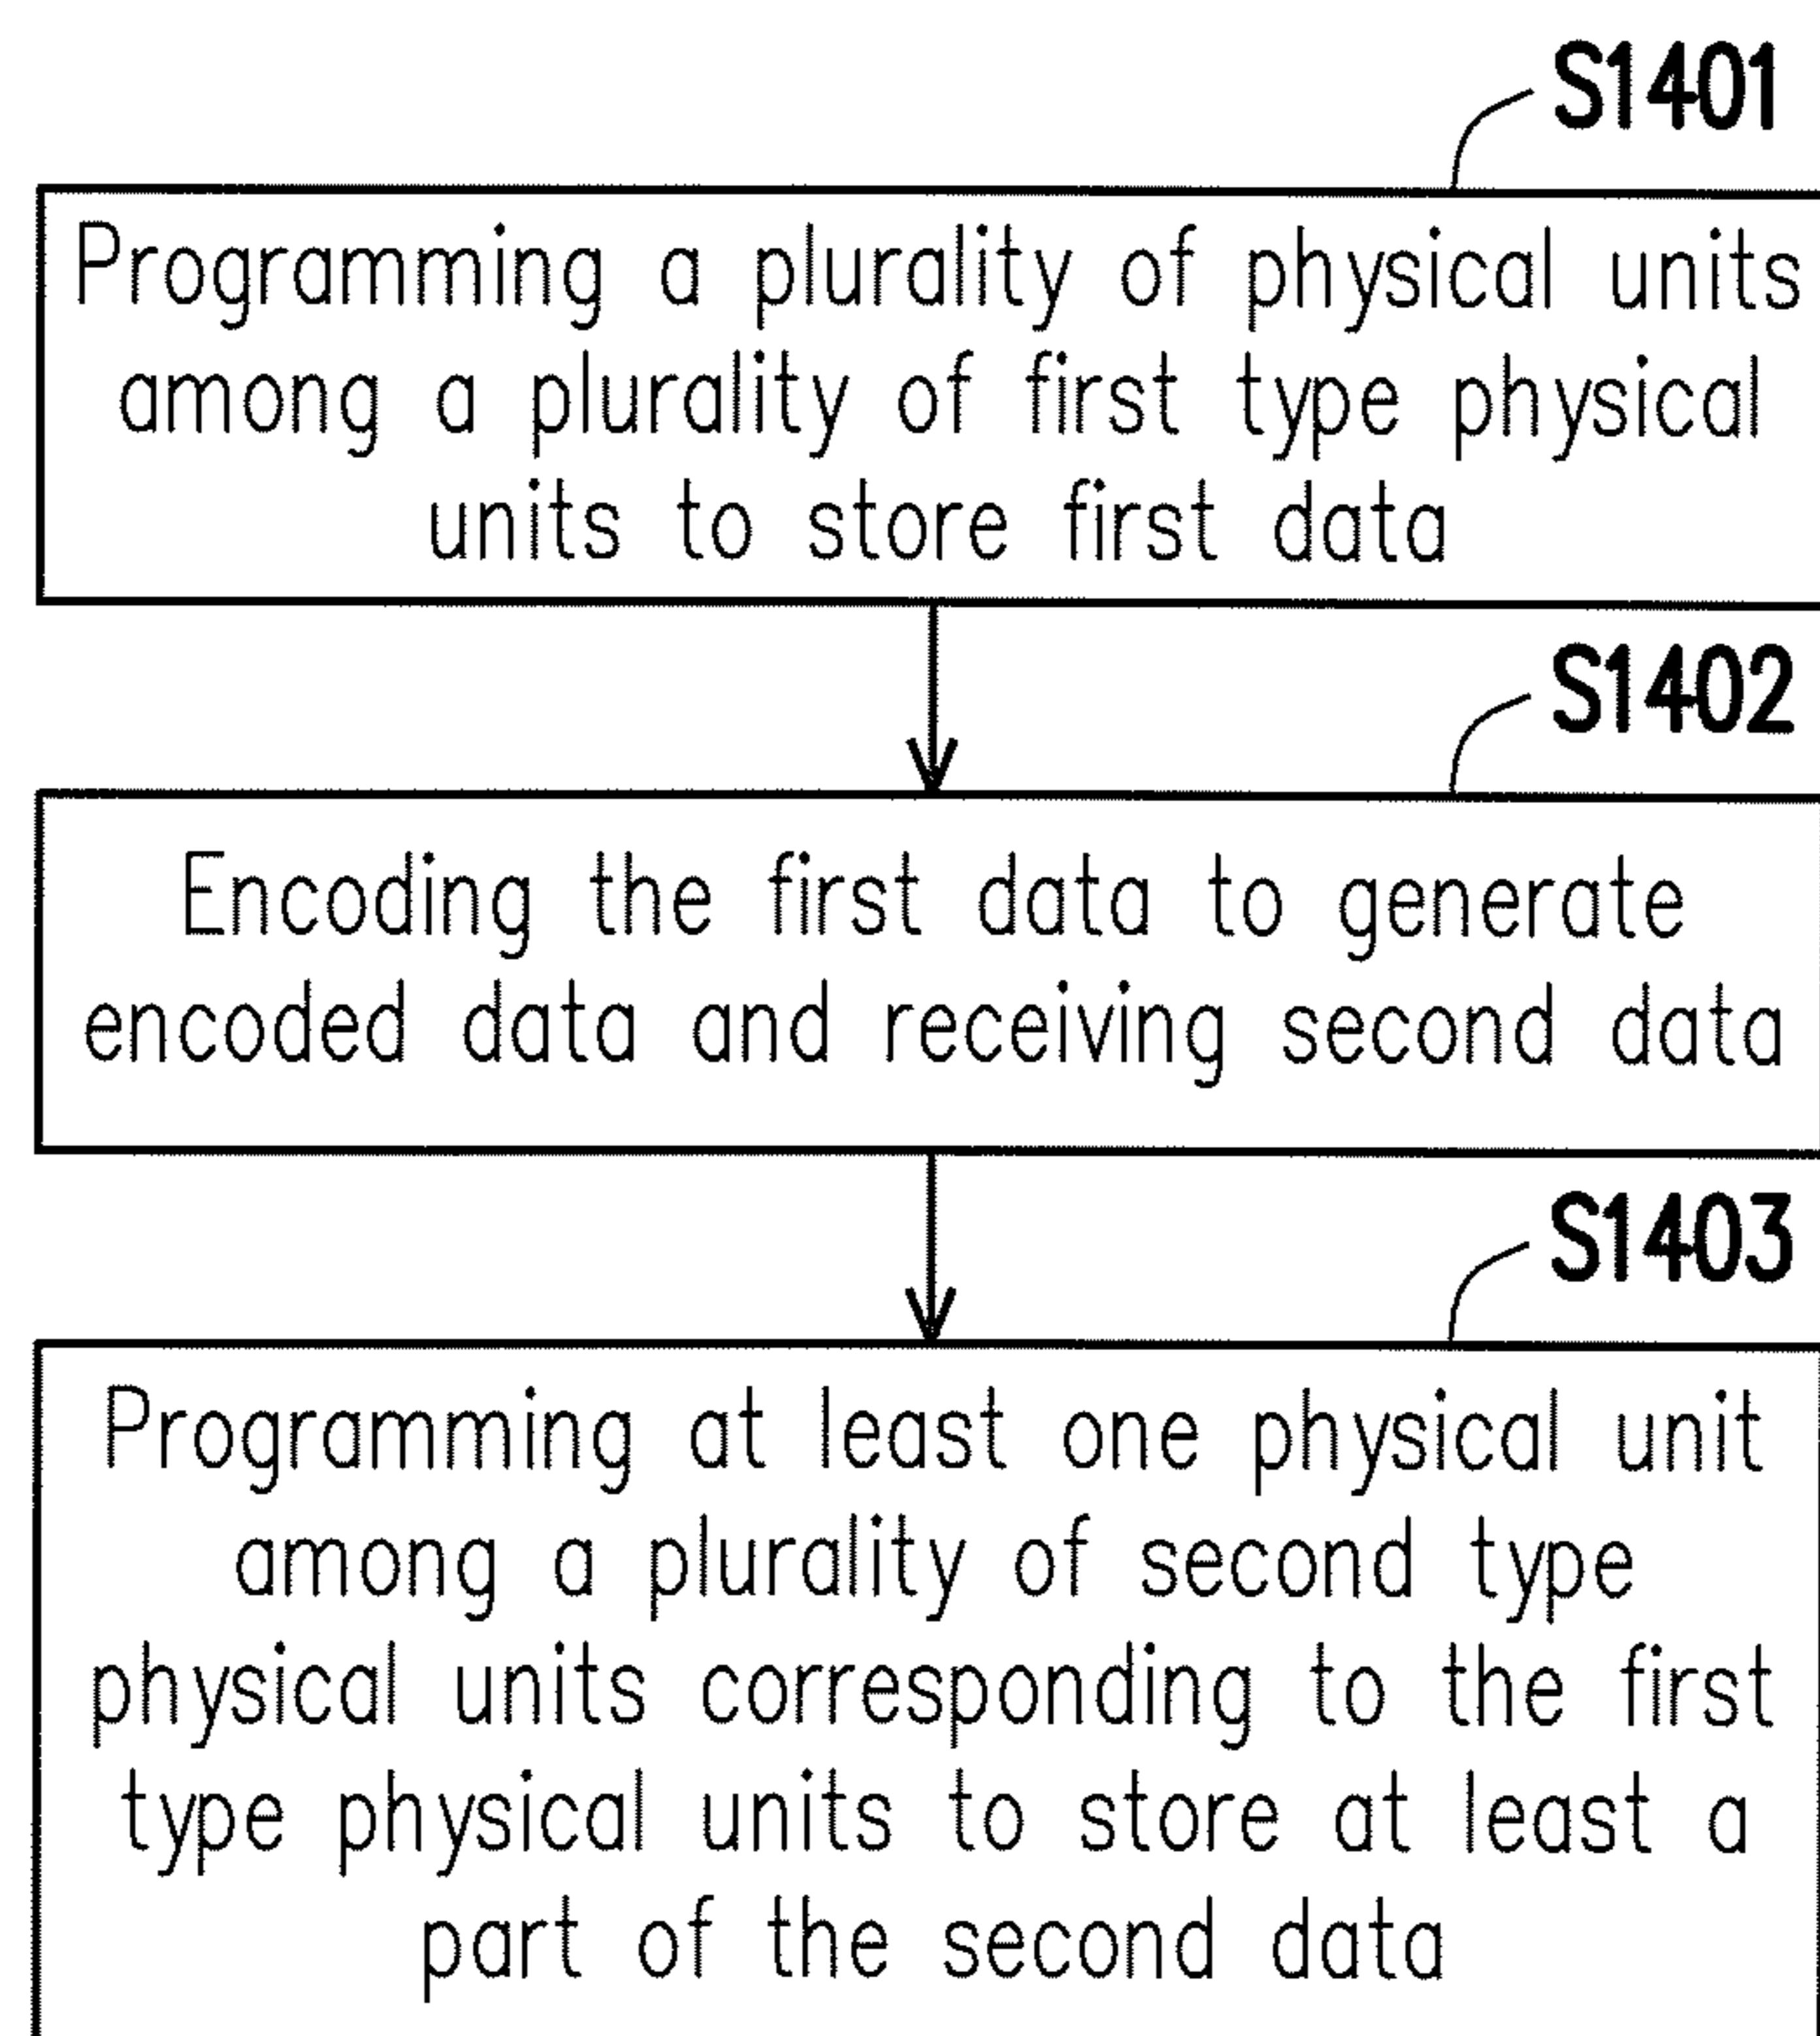 S1401
Programming a plurality of physical units
among a plurality of first type physical
units to store first data
S1402
Encoding the first data to generate
encoded data and receiving second data
S1403
Programming at least one physical unit
among a plurality of second type
physical units corresponding to the first
type physical units to store at least a
part of the second data